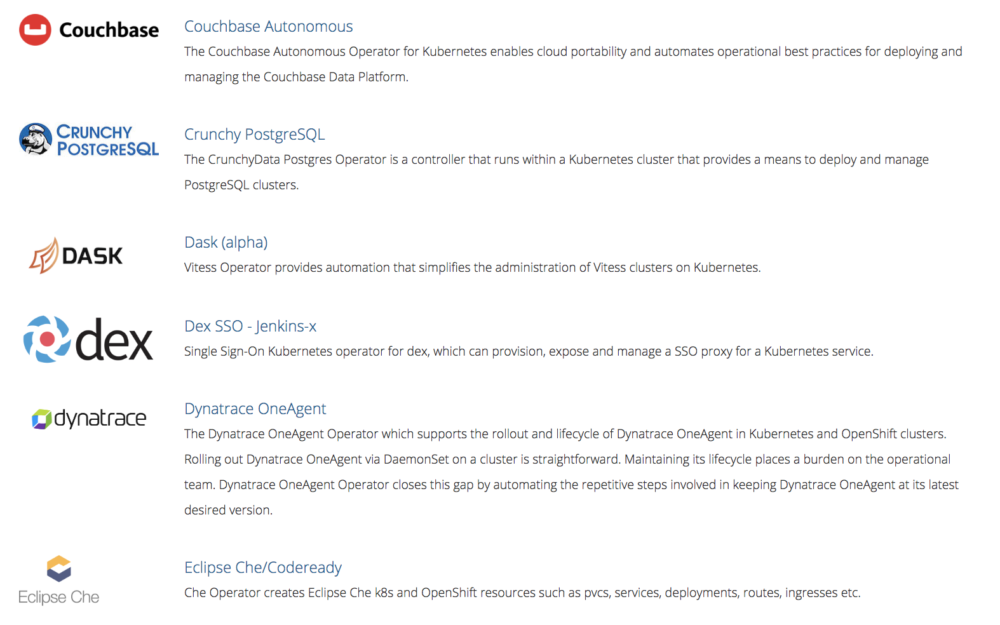 Couchbase
Couchbase Autonomous
The Couchbase Autonomous Operator for Kubernetes enables cloud portability and automates operational best practices for deploying and
managing the Couchbase Data Platform.
CRUNCHY
POSTGRESQL
Crunchy PostgreSQL
The CrunchyData Postgres Operator is a controller that runs within a Kubernetes cluster that provides a means to deploy and manage
PostgreSQL clusters.
DASK
Dask (alpha)
Vitess Operator provides automation that simplifies the administration of Vitess clusters on Kubernetes.
dex
Dex SSO - Jenkins-x
Single Sign-On Kubernetes operator for dex, which can provision, expose and manage a SSO proxy for a Kubernetes service.
dynatrace
Dynatrace OneAgent
The Dynatrace OneAgent Operator which supports the rollout and lifecycle of Dynatrace OneAgent in Kubernetes and OpenShift clusters.
Rolling out Dynatrace OneAgent via DaemonSet on a cluster is straightforward. Maintaining its lifecycle places a burden on the operational
team. Dynatrace OneAgent Operator closes this gap by automating the repetitive steps involved in keeping Dynatrace OneAgent at its latest
desired version.
Eclipse Che
Eclipse Che/Codeready
Che Operator creates Eclipse Che k8s and OpenShift resources such as pvcs, services, deployments, routes, ingresses etc.